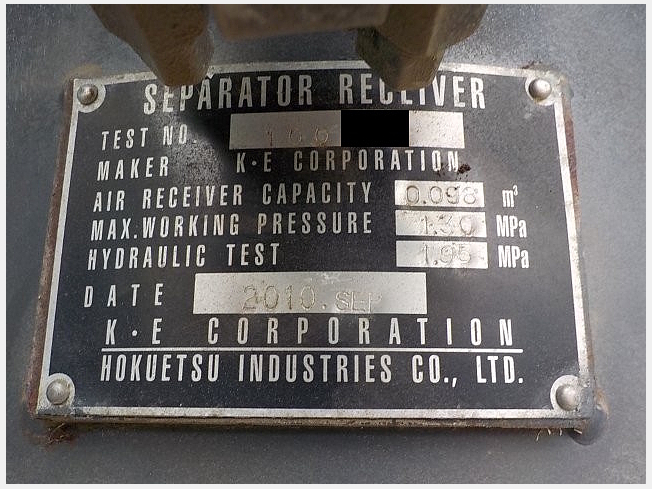 SEPARATOR RECEIVER
TEST NO.
MAKER K·E CORPORATION
AIR RECEIVER CAPACITY 0.098 m³
MAX.WORKING PRESSURE 1.30 MPa
HYDRAULIC TEST 1.95 MPa
DATE 2010.SEP
K·E CORPORATION
HOKUETSU INDUSTRIES CO., LTD.